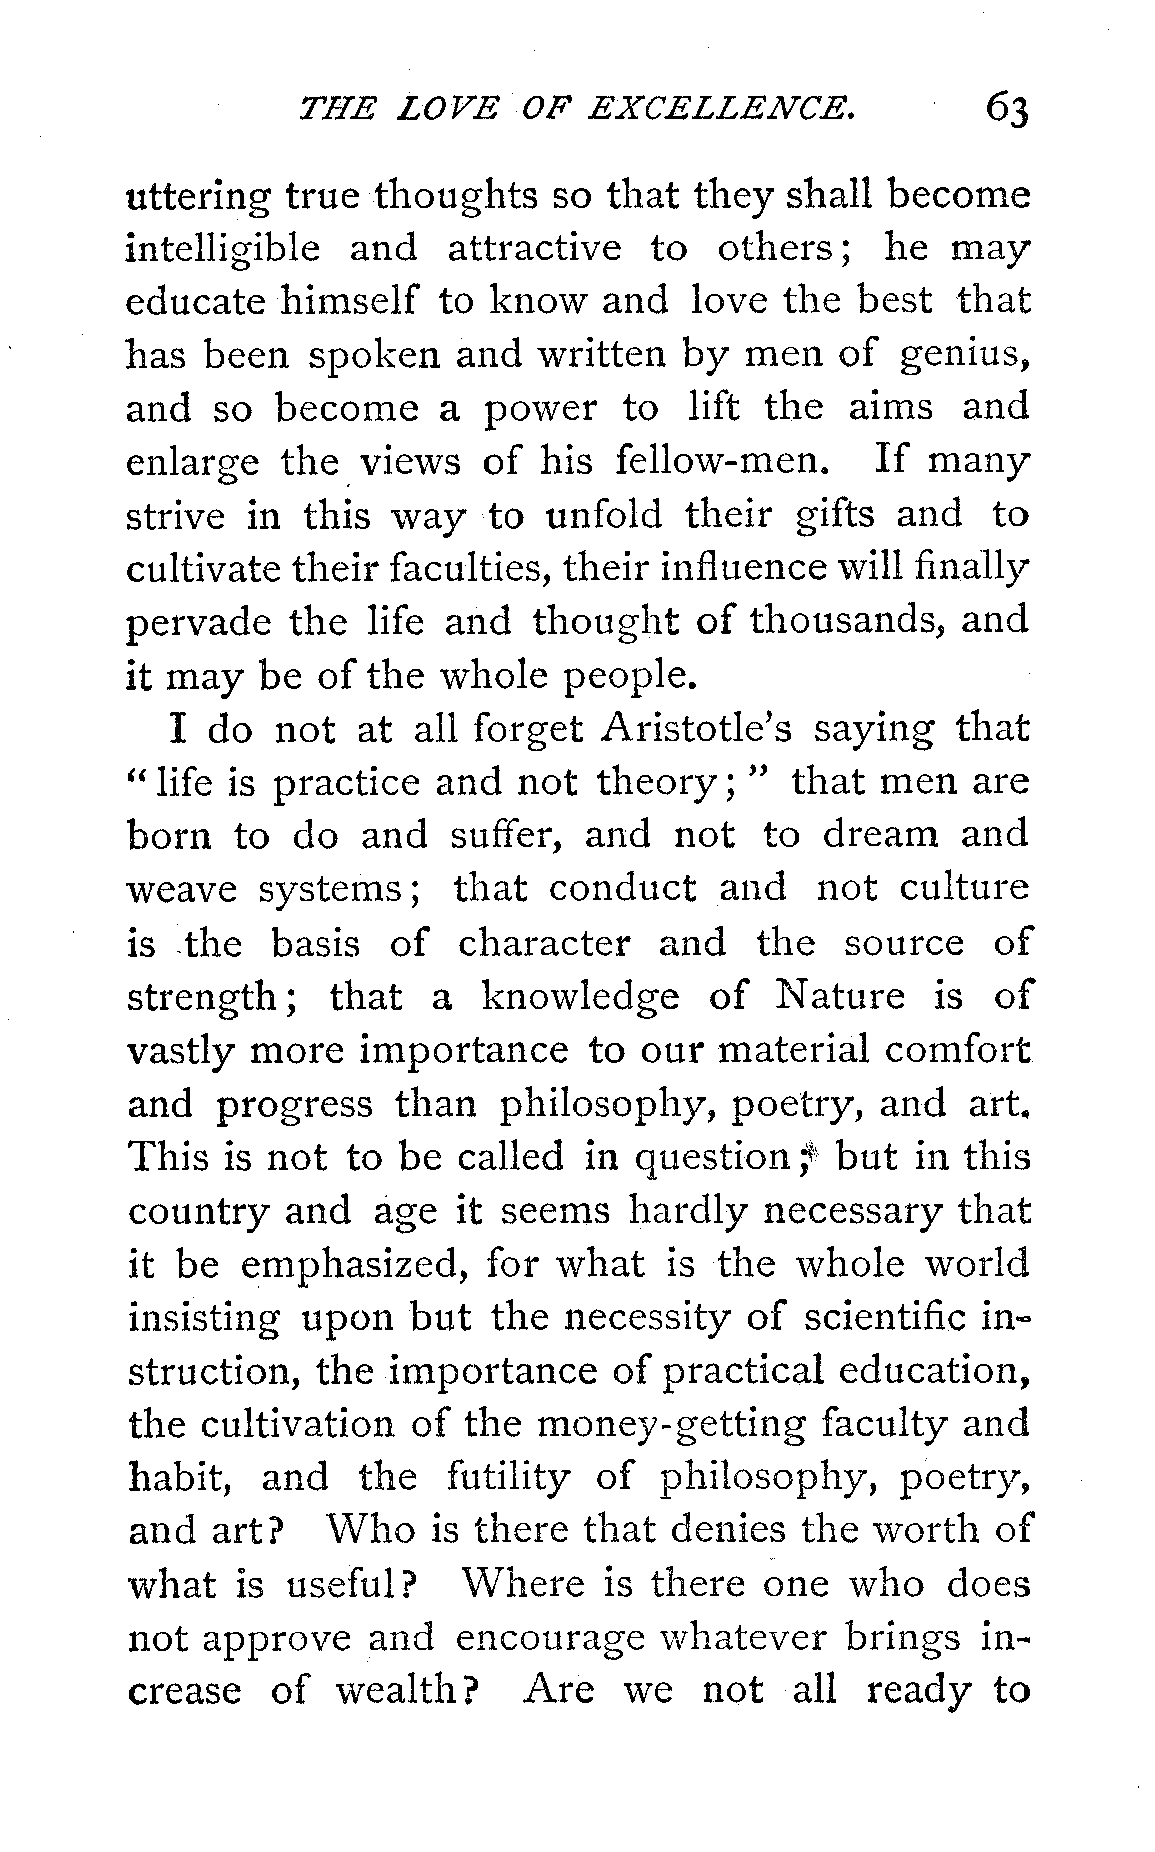 THE LOVE OF EXCELLENCE. 63
uttering true thoughts so that they shall become
intelligible and attractive to others; he may
educate himself to know and love the best that
has been spoken and written by men of genius,
and so become a power to lift the aims and
enlarge the views of his fellow-men. If many
strive in this way to unfold their gifts and to
cultivate their faculties, their influence will finally
pervade the life and thought of thousands, and
it may be of the whole people.
I do not at all forget Aristotle's saying that
"life is practice and not theory;" that men are
born to do and suffer, and not to dream and
weave systems; that conduct and not culture
is the basis of character and the source of
strength; that a knowledge of Nature is of
vastly more importance to our material comfort
and progress than philosophy, poetry, and art.
This is not to be called in question; but in this
country and age it seems hardly necessary that
it be emphasized, for what is the whole world
insisting upon but the necessity of scientific in-
struction, the importance of practical education,
the cultivation of the money-getting faculty and
habit, and the futility of philosophy, poetry,
and art? Who is there that denies the worth of
what is useful? Where is there one who does
not approve and encourage whatever brings in-
crease of wealth? Are we not all ready to